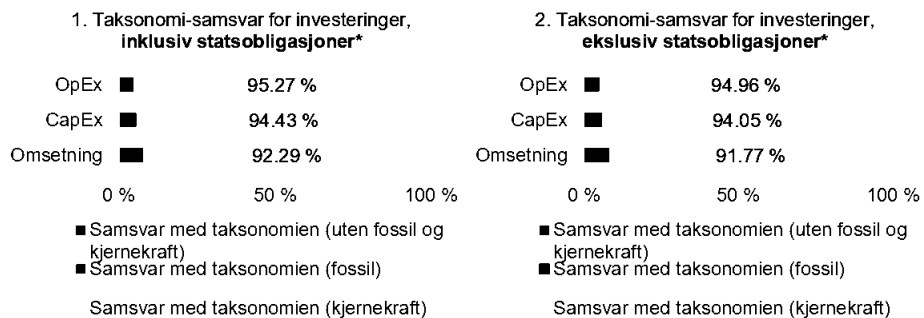 1. Taksonomi-samsvar for investeringer,
inklusiv statsobligasjoner*
OpEx 95.27 %
CapEx 94.43 %
Omsetning 92.29 %
0 % 50 % 100 %
■ Samsvar med taksonomien (uten fossil og
kjernekraft)
■ Samsvar med taksonomien (fossil)
Samsvar med taksonomien (kjernekraft)
2. Taksonomi-samsvar for investeringer,
ekslusiv statsobligasjoner*
OpEx 94.96 %
CapEx 94.05 %
Omsetning 91.77 %
0 % 50 % 100 %
■ Samsvar med taksonomien (uten fossil og
kjernekraft)
■ Samsvar med taksonomien (fossil)
Samsvar med taksonomien (kjernekraft)